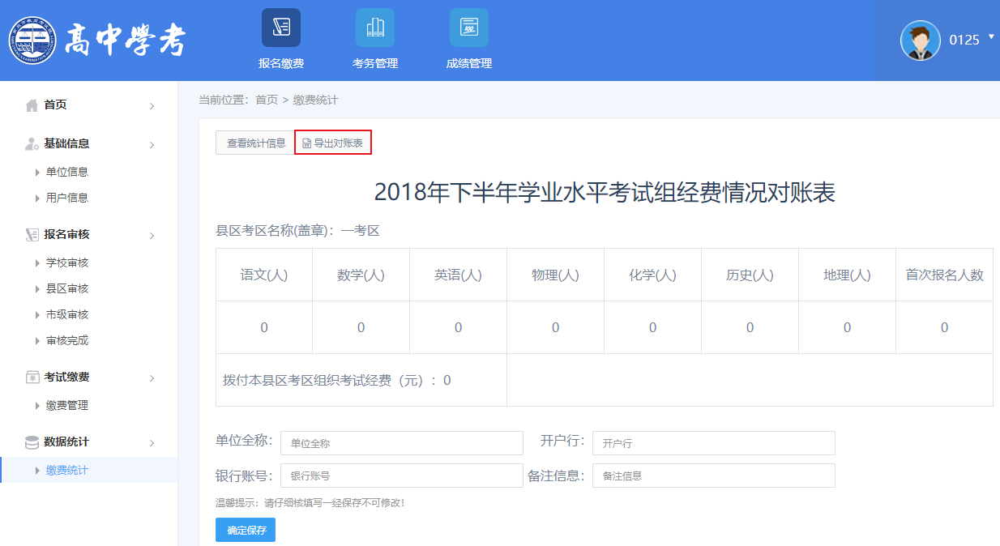 高中学考
报名缴费
考务管理
成绩管理
0125
首页
基础信息
单位信息
用户信息
报名审核
学校审核
县区审核
市级审核
审核完成
考试缴费
缴费管理
数据统计
缴费统计
当前位置：首页 > 缴费统计
查看统计信息 导出对账表
2018年下半年学业水平考试组经费情况对账表
县区考区名称(盖章)：一考区
语文(人) 数学(人) 英语(人) 物理(人) 化学(人) 历史(人) 地理(人) 首次报名人数
0 0 0 0 0 0 0 0
拨付本县区考区组织考试经费（元）：0
单位全称： 单位全称 开户行： 开户行
银行账号： 银行账号 备注信息： 备注信息
温馨提示：请仔细核填写一经保存不可修改！
确定保存